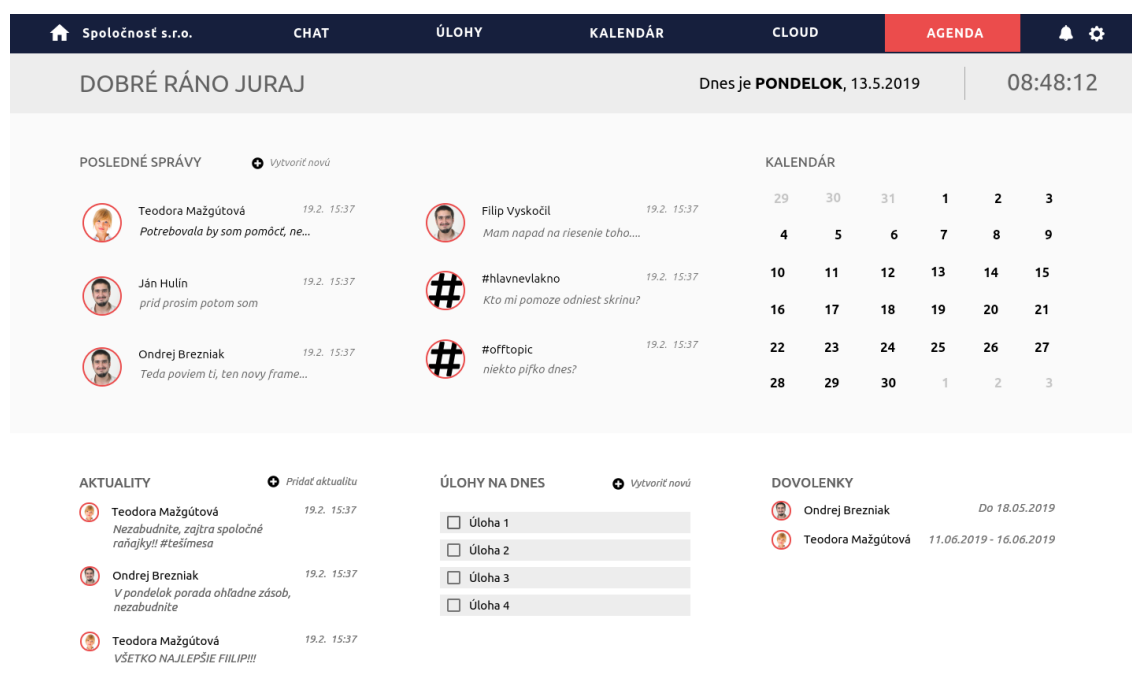 Spoločnosť s.r.o. CHAT ÚLOHY KALENDÁR CLOUD AGENDA
DOBRÉ RÁNO JURAJ
Dnes je PONDELOK, 13.5.2019
08:48:12
POSLEDNÉ SPRÁVY
Vytvoriť novú
Teodora Mažgútová 19.2. 15:37
Potrebovala by som pomôcť, ne...
Ján Hulín 19.2. 15:37
prid prosim potom som
Ondrej Brezniak 19.2. 15:37
Teda poviem ti, ten novy frame...
Filip Vyskočil 19.2. 15:37
Mam napad na riesenie toho....
#hlavnevlakno 19.2. 15:37
Kto mi pomoze odniest skrinu?
#offtopic 19.2. 15:37
niekto pifko dnes?
KALENDÁR
29 30 31 1 2 3
4 5 6 7 8 9
10 11 12 13 14 15
16 17 18 19 20 21
22 23 24 25 26 27
28 29 30 1 2 3
AKTUALITY
Pridať aktualitu
Teodora Mažgútová 19.2. 15:37
Nezabudnite, zajtra spoločné
raňajky!! #tešímesa
Ondrej Brezniak 19.2. 15:37
V pondelok porada ohľadne zásob,
nezabudnite
Teodora Mažgútová 19.2. 15:37
VŠETKO NAJLEPŠIE FIILIP!!!
ÚLOHY NA DNES
Vytvoriť novú
Úloha 1
Úloha 2
Úloha 3
Úloha 4
DOVOLENKY
Ondrej Brezniak Do 18.05.2019
Teodora Mažgútová 11.06.2019 - 16.06.2019